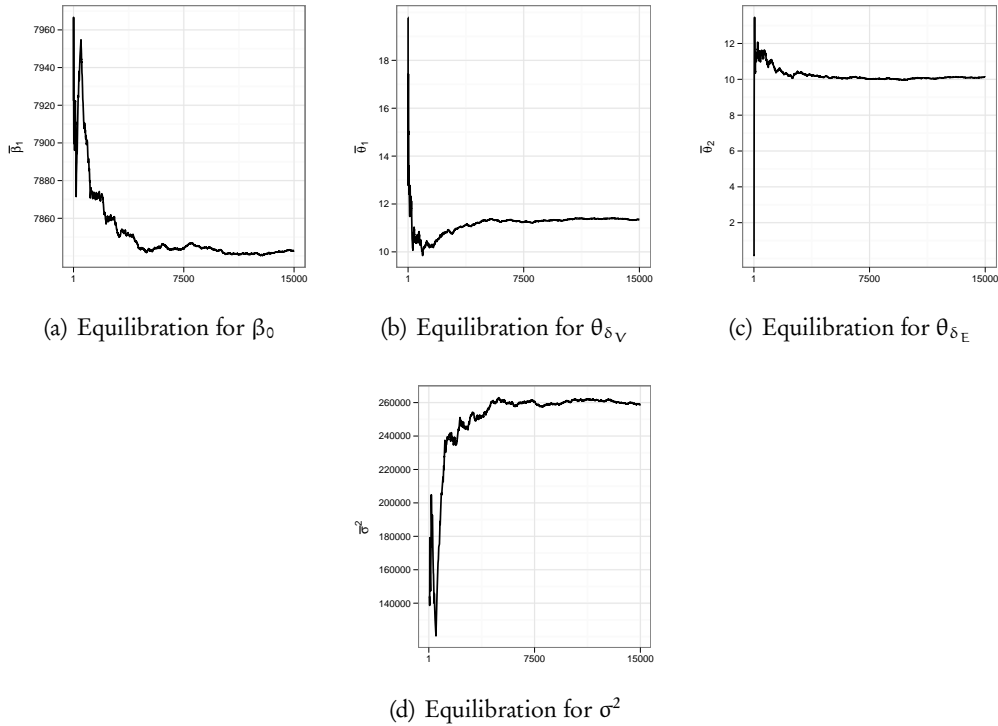 7960
7940
7920
7900
7880
7860
β̅₁
1 7500 15000
(a) Equilibration for β₀
18
16
14
12
10
θ̅₁
1 7500 15000
(b) Equilibration for θ_δ_V
12
10
8
6
4
2
θ̅₂
1 7500 15000
(c) Equilibration for θ_δ_E
260000
240000
220000
200000
180000
160000
140000
σ̅²
1 7500 15000
(d) Equilibration for σ²